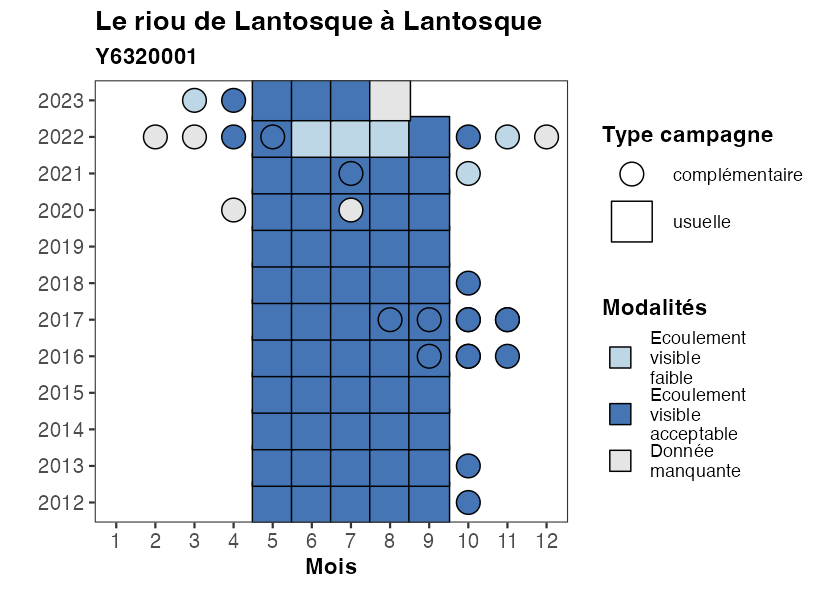 Le riou de Lantosque à Lantosque
Y6320001
2023
2022
2021
2020
2019
2018
2017
2016
2015
2014
2013
2012
1 2 3 4 5 6 7 8 9 10 11 12
Mois
Type campagne
complémentaire
usuelle
Modalités
Ecoulement
visible
faible
Ecoulement
visible
acceptable
Donnée
manquante